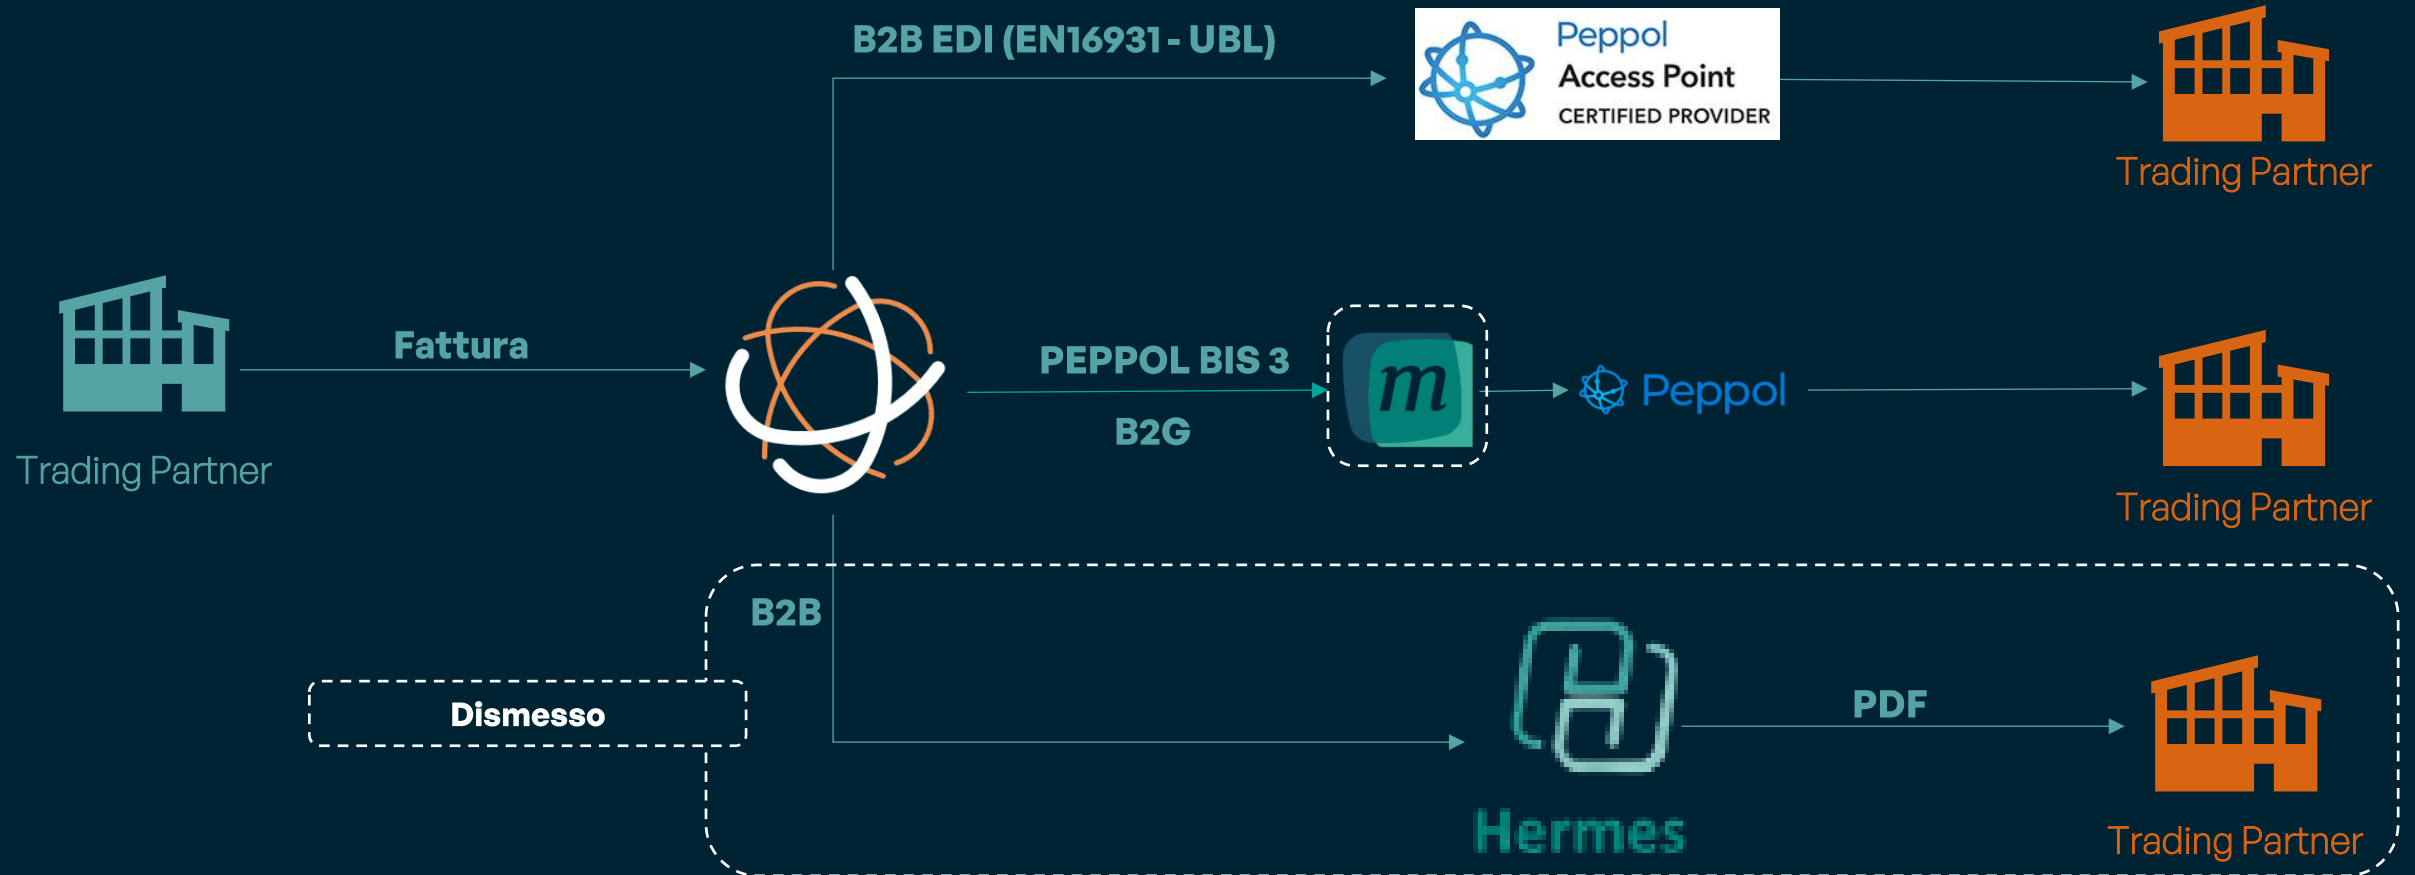 B2B EDI (EN16931 - UBL)
Peppol
Access Point
CERTIFIED PROVIDER
Trading Partner
Fattura
Trading Partner
PEPPOL BIS 3
B2G
m
Peppol
Trading Partner
B2B
Dismesso
Hermes
PDF
Trading Partner